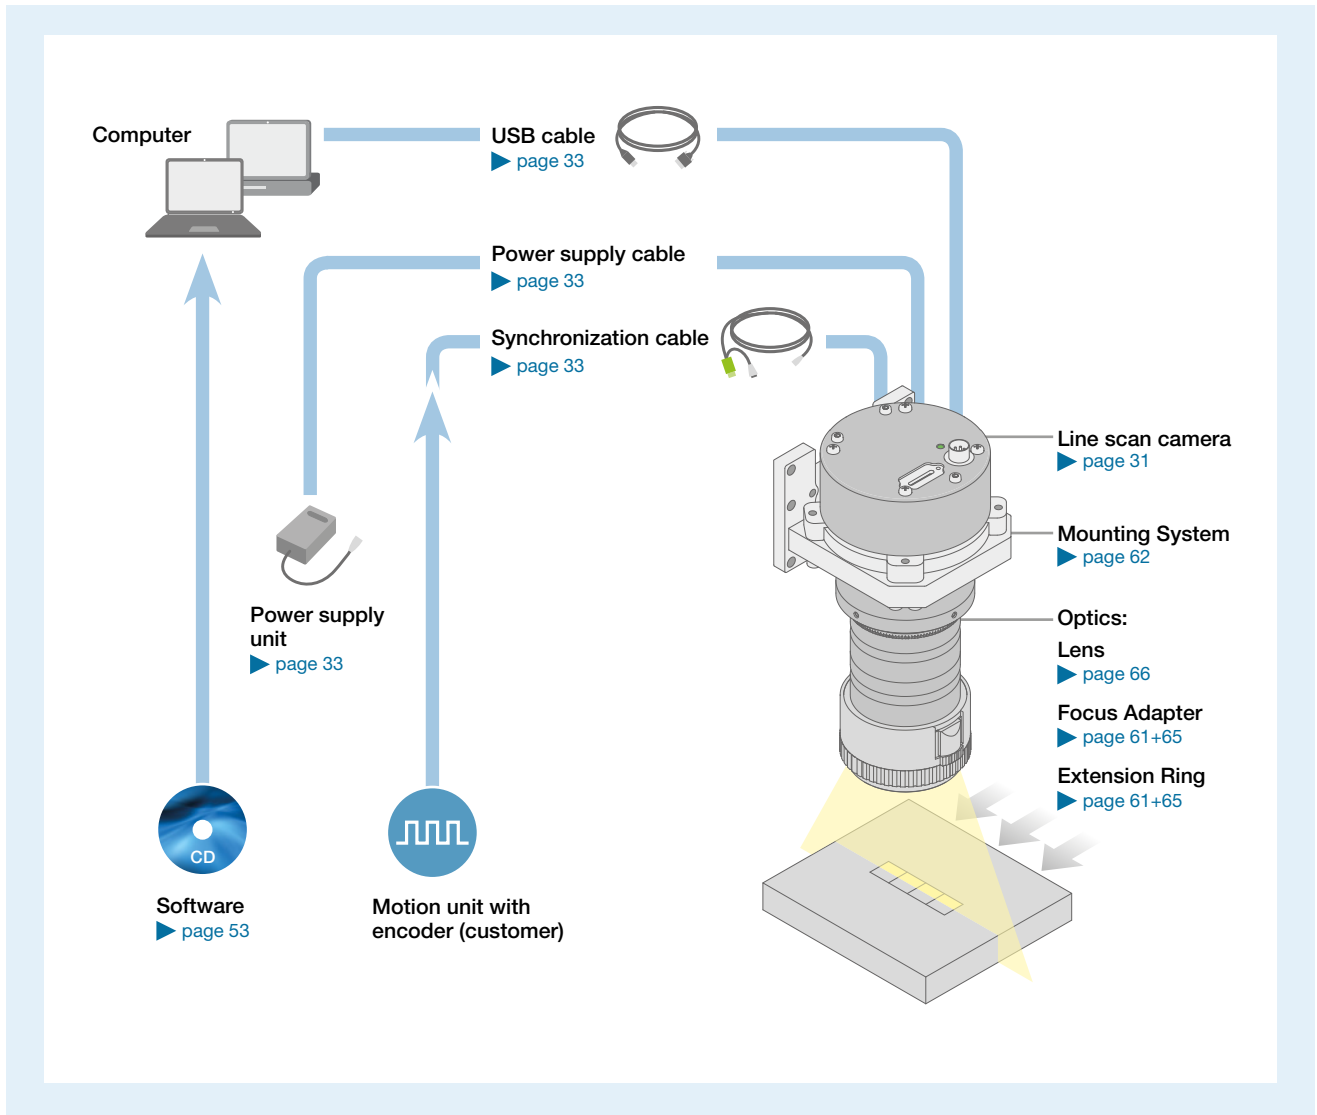 Computer
USB cable
page 33
Power supply cable
page 33
Synchronization cable
page 33
Line scan camera
page 31
Mounting System
page 62
Optics:
Lens
page 66
Focus Adapter
page 61+65
Extension Ring
page 61+65
Power supply
unit
page 33
CD
Software
page 53
Motion unit with
encoder (customer)